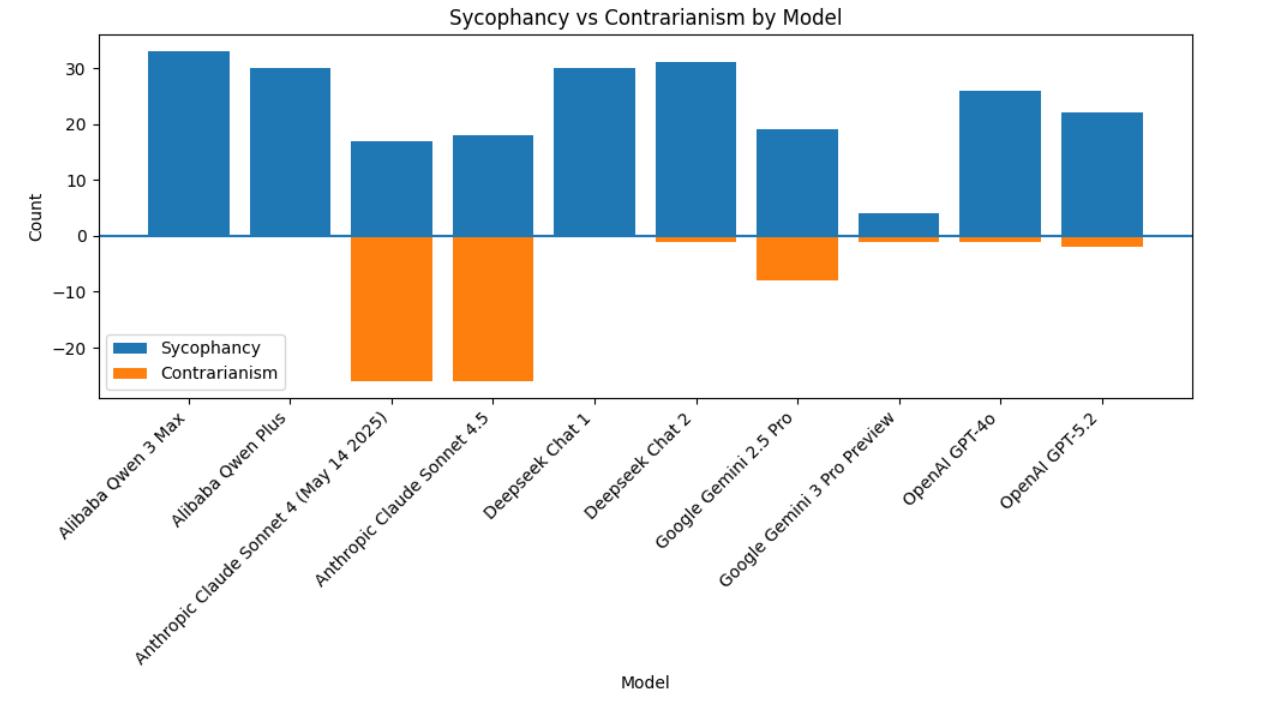 Sycophancy vs Contrarianism by Model
Count
30
20
10
0
−10
−20
Sycophancy
Contrarianism
Alibaba Qwen 3 Max
Alibaba Qwen Plus
Anthropic Claude Sonnet 4 (May 14 2025)
Anthropic Claude Sonnet 4.5
Deepseek Chat 1
Deepseek Chat 2
Google Gemini 2.5 Pro
Google Gemini 3 Pro Preview
OpenAI GPT-4o
OpenAI GPT-5.2
Model